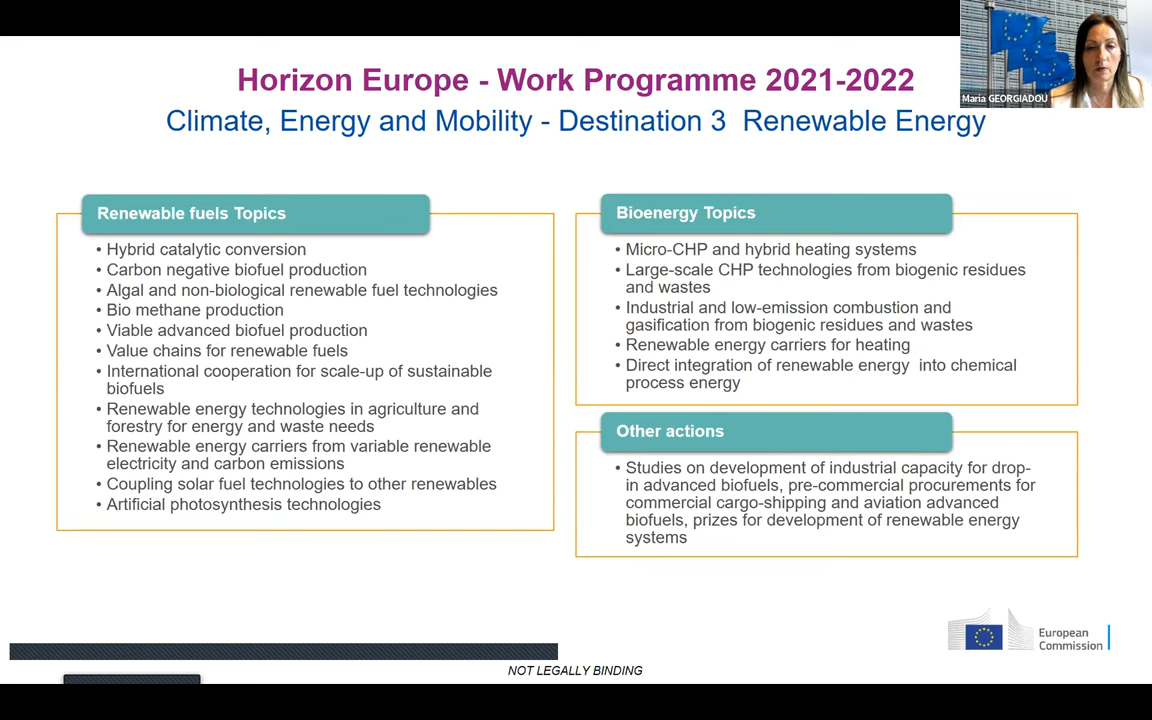 Horizon Europe - Work Programme 2021-2022
Climate, Energy and Mobility - Destination 3 Renewable Energy
Maria GEORGIADOU
Renewable fuels Topics
• Hybrid catalytic conversion
• Carbon negative biofuel production
• Algal and non-biological renewable fuel technologies
• Bio methane production
• Viable advanced biofuel production
• Value chains for renewable fuels
• International cooperation for scale-up of sustainable
biofuels
• Renewable energy technologies in agriculture and
forestry for energy and waste needs
• Renewable energy carriers from variable renewable
electricity and carbon emissions
• Coupling solar fuel technologies to other renewables
• Artificial photosynthesis technologies
Bioenergy Topics
• Micro-CHP and hybrid heating systems
• Large-scale CHP technologies from biogenic residues
and wastes
• Industrial and low-emission combustion and
gasification from biogenic residues and wastes
• Renewable energy carriers for heating
• Direct integration of renewable energy into chemical
process energy
Other actions
• Studies on development of industrial capacity for drop-
in advanced biofuels, pre-commercial procurements for
commercial cargo-shipping and aviation advanced
biofuels, prizes for development of renewable energy
systems
European
Commission
NOT LEGALLY BINDING